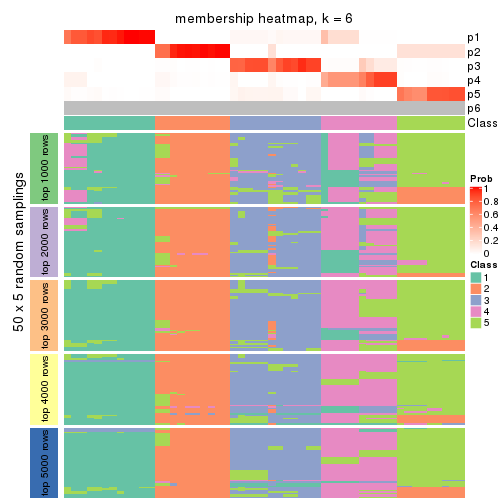 membership heatmap, k = 6
p1
p2
p3
p4
p5
p6
Class
50 x 5 random samplings
top 1000 rows
top 2000 rows
top 3000 rows
top 4000 rows
top 5000 rows
Prob
1
0.8
0.6
0.4
0.2
0
Class
1
2
3
4
5